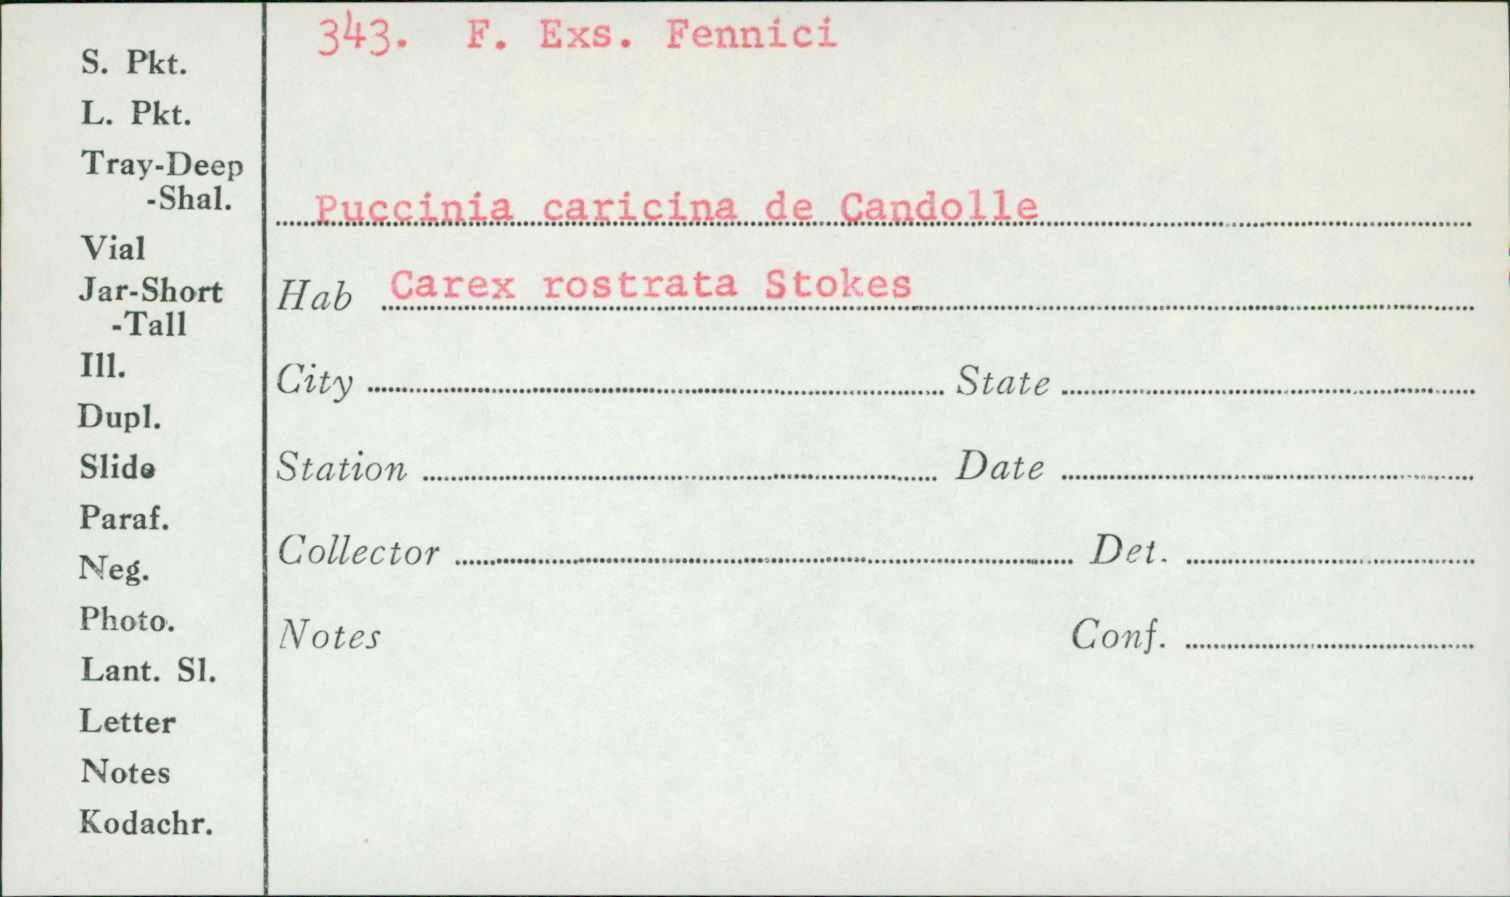 343. F. Exs. Fennici
S. Pkt.
L. Pkt.
Tray-Deep
-Shal.
Vial
Jar-Short
-Tall
Ill.
Dupl.
Slide
Paraf.
Neg.
Photo.
Lant. Sl.
Letter
Notes
Kodachr.
Puccinia caricina de Candolle
Hab Carex rostrata Stokes
City State
Station Date
Collector Det.
Notes Conf.